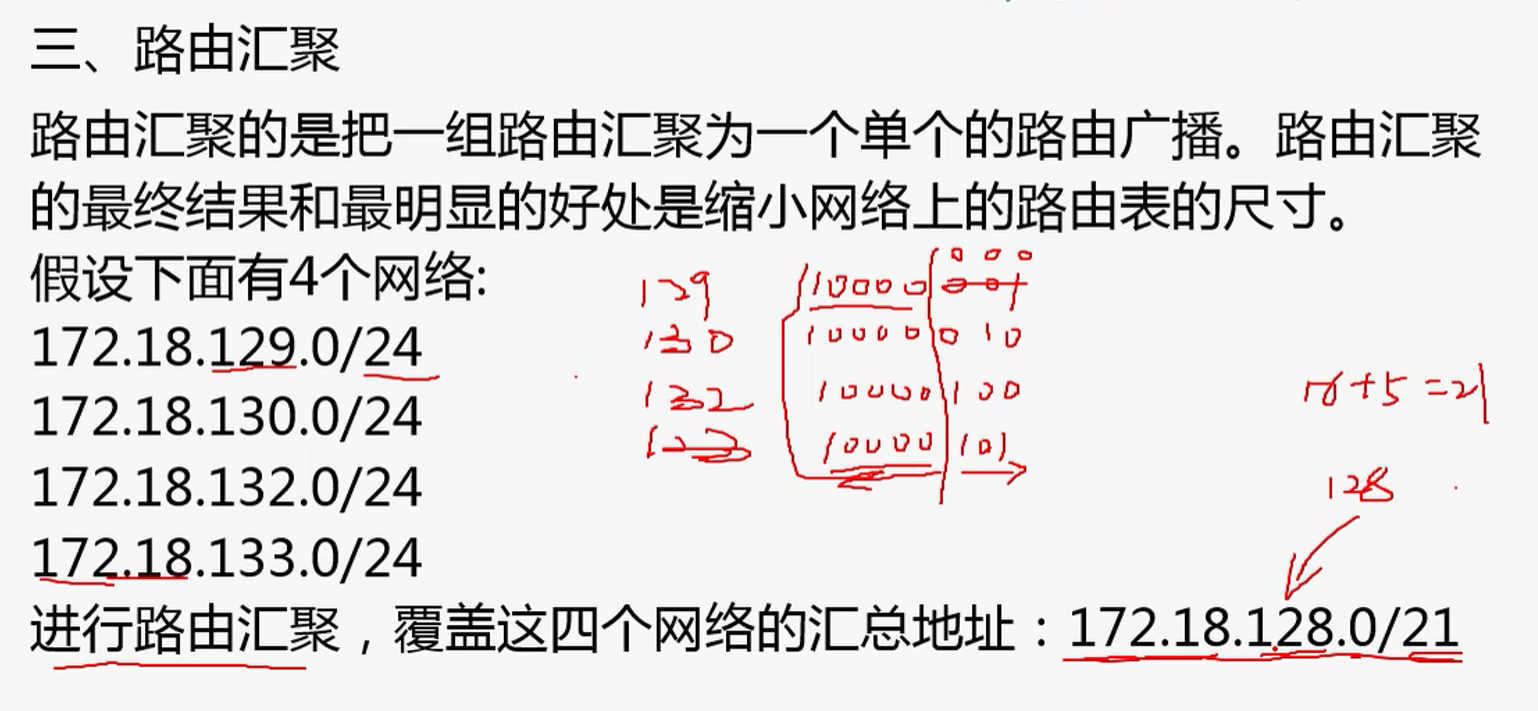 三、路由汇聚
路由汇聚的是把一组路由汇聚为一个单个的路由广播。路由汇聚
的最终结果和最明显的好处是缩小网络上的路由表的尺寸。
假设下面有4个网络:
000
129 10000 001
172.18.129.0/24
130 10000 010
172.18.130.0/24
132 10000 100
16+5=21
133 10000 101
172.18.132.0/24
128
172.18.133.0/24
进行路由汇聚，覆盖这四个网络的汇总地址：172.18.128.0/21